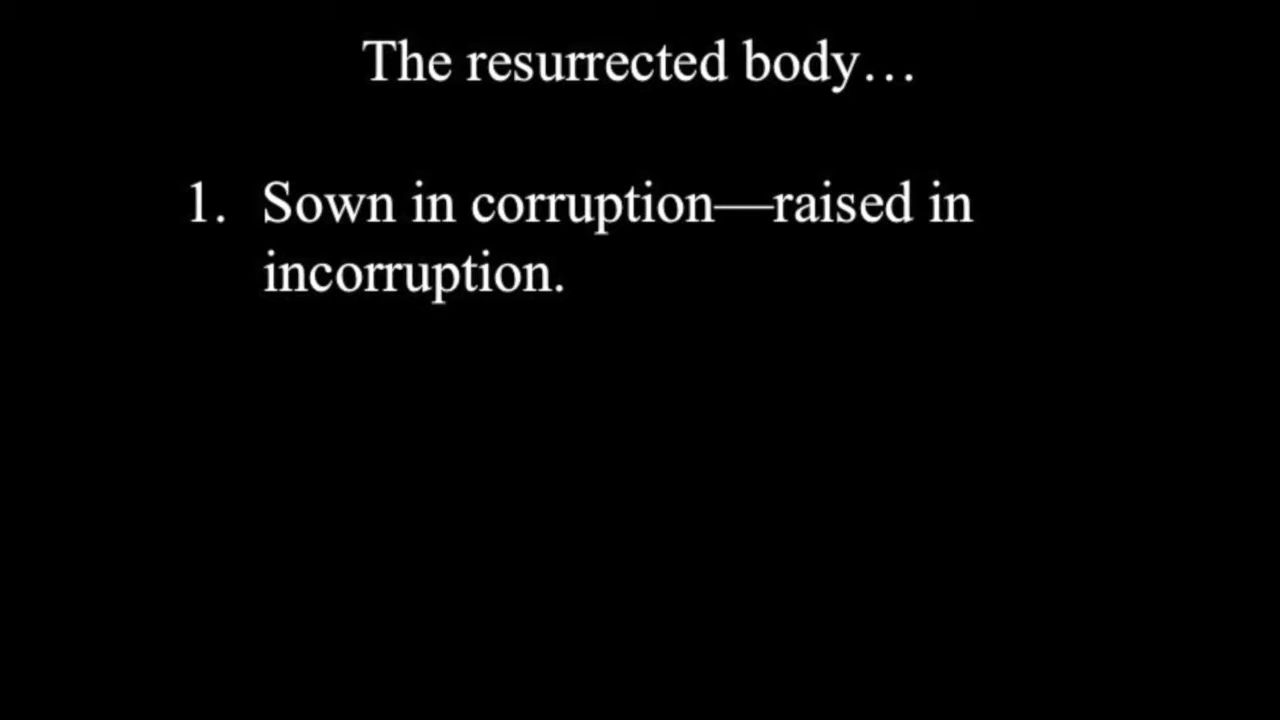 The resurrected body…
1. Sown in corruption—raised in
incorruption.